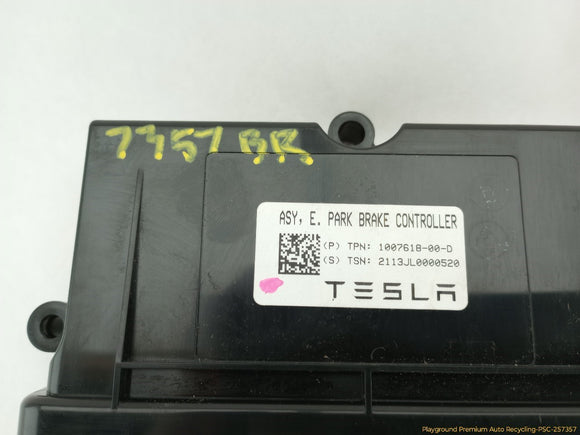 7357 BR
ASY, E. PARK BRAKE CONTROLLER
(P) TPN: 1007618-00-D
(S) TSN: 2113JL0000520
TESLA
Playground Premium Auto Recycling-PSC-257357